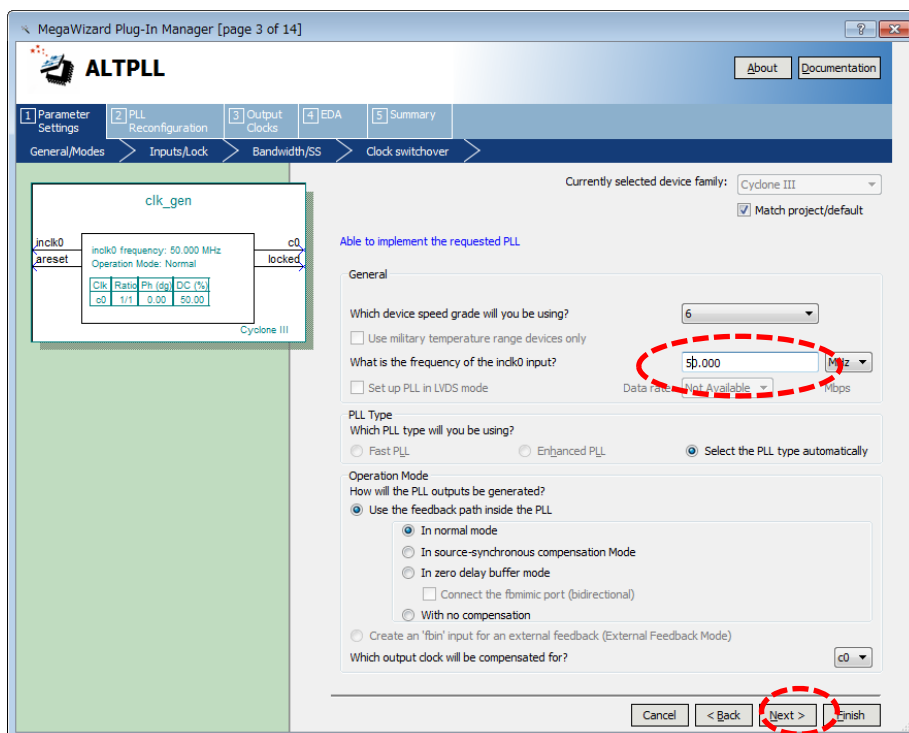 MegaWizard Plug-In Manager [page 3 of 14]
ALTPLL
About
Documentation
1 Parameter Settings
2 PLL Reconfiguration
3 Output Clocks
4 EDA
5 Summary
General/Modes
Inputs/Lock
Bandwidth/SS
Clock switchover
clk_gen
inclk0
areset
inclk0 frequency: 50.000 MHz
Operation Mode: Normal
Clk Ratio Ph (dg) DC (%)
c0 1/1 0.00 50.00
c0
locked
Cyclone III
Currently selected device family: Cyclone III
Match project/default
Able to implement the requested PLL
General
Which device speed grade will you be using? 6
Use military temperature range devices only
What is the frequency of the inclk0 input? 50.000 MHz
Set up PLL in LVDS mode Data rate: Not Available Mbps
PLL Type
Which PLL type will you be using?
Fast PLL Enhanced PLL Select the PLL type automatically
Operation Mode
How will the PLL outputs be generated?
Use the feedback path inside the PLL
In normal mode
In source-synchronous compensation Mode
In zero delay buffer mode
Connect the fbmimic port (bidirectional)
With no compensation
Create an 'fbin' input for an external feedback (External Feedback Mode)
Which output clock will be compensated for? c0
Cancel < Back Next > Finish